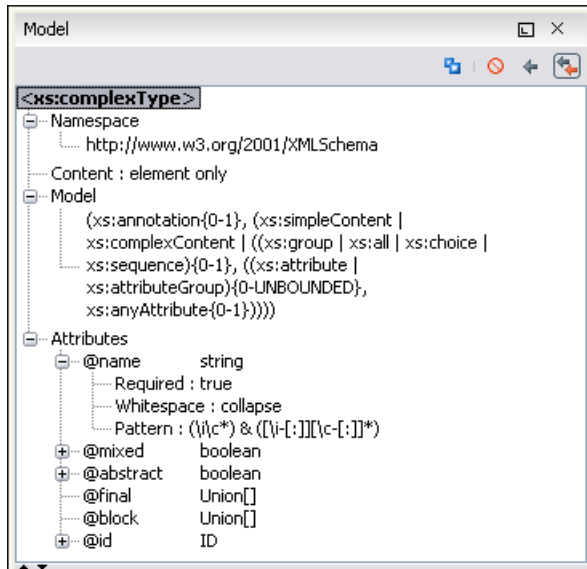 Model
<xs:complexType>
Namespace
http://www.w3.org/2001/XMLSchema
Content : element only
Model
(xs:annotation{0-1}, (xs:simpleContent |
xs:complexContent | ((xs:group | xs:all | xs:choice |
xs:sequence){0-1}, ((xs:attribute |
xs:attributeGroup){0-UNBOUNDED},
xs:anyAttribute{0-1}))))
Attributes
@name string
Required : true
Whitespace : collapse
Pattern : (\i\c*) & ([\i-[:]][\c-[:]]*)
@mixed boolean
@abstract boolean
@final Union[]
@block Union[]
@id ID